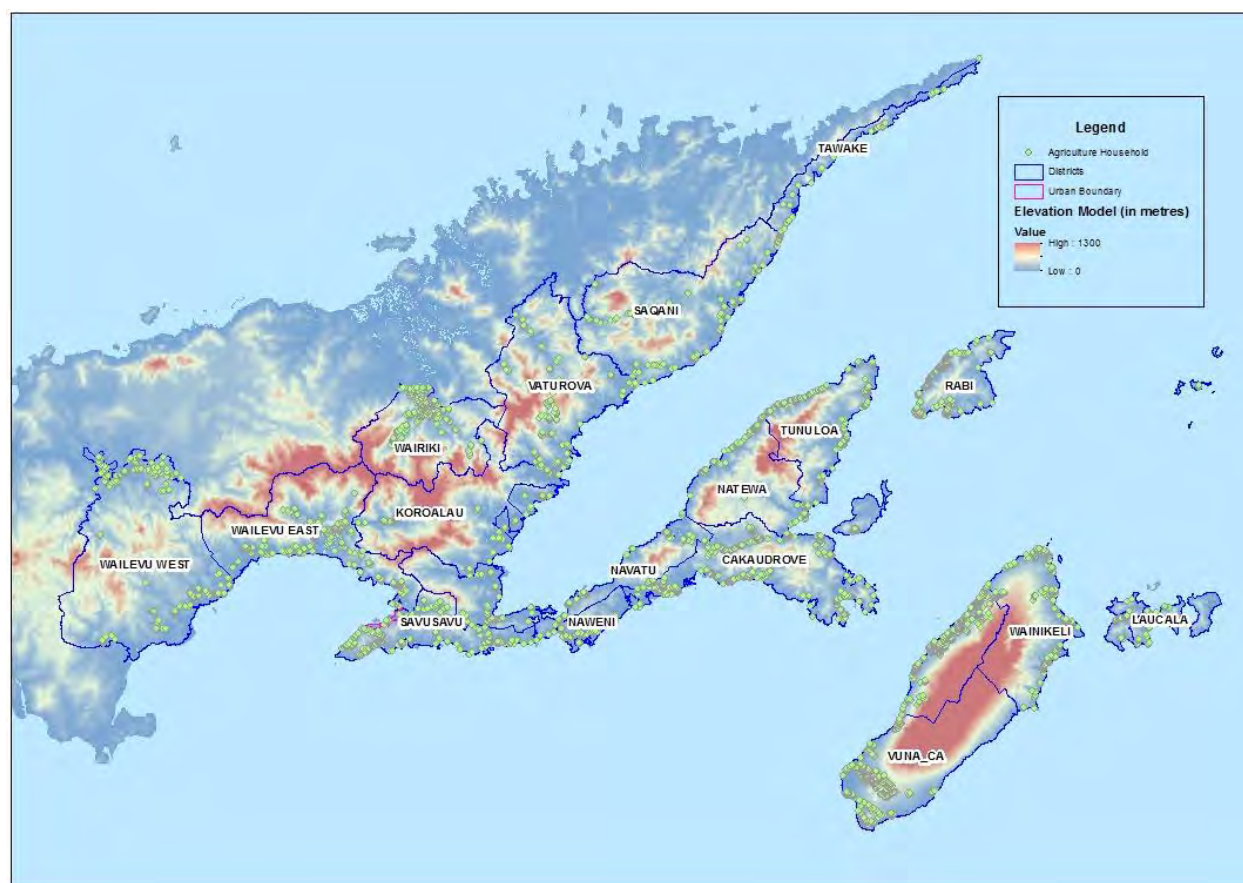 Legend
Agriculture Household
Districts
Urban Boundary
Elevation Model (in metres)
Value
High : 1300
Low : 0
TAWAKE
SAQANI
VATUROVA
RABI
WAIRIKI
TUNULOA
NATEWA
KOROALAU
WAILEVU EAST
WAILEVU WEST
CAKAUDROVE
NAVATU
SAVUSAVU
NAWENI
LAUCALA
WAINIKELI
VUNA_CA